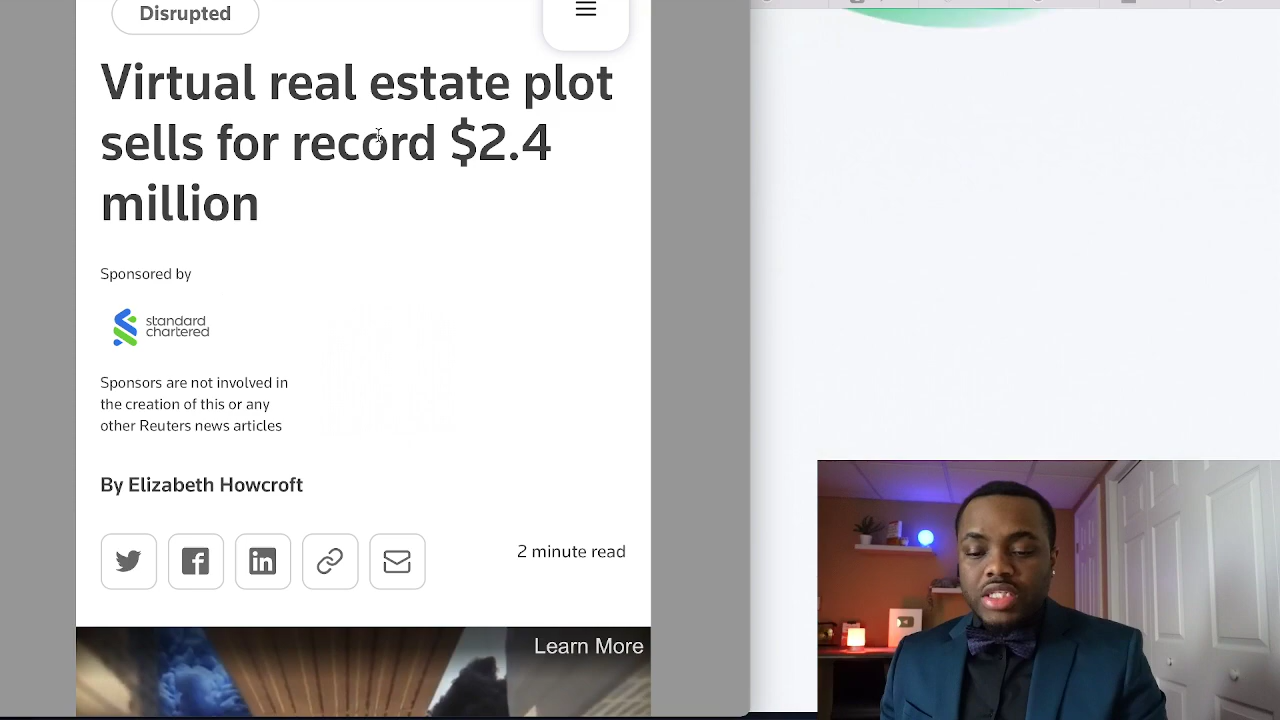 Disrupted
Virtual real estate plot
sells for record $2.4
million
Sponsored by
standard
chartered
Sponsors are not involved in
the creation of this or any
other Reuters news articles
By Elizabeth Howcroft
2 minute read
Learn More